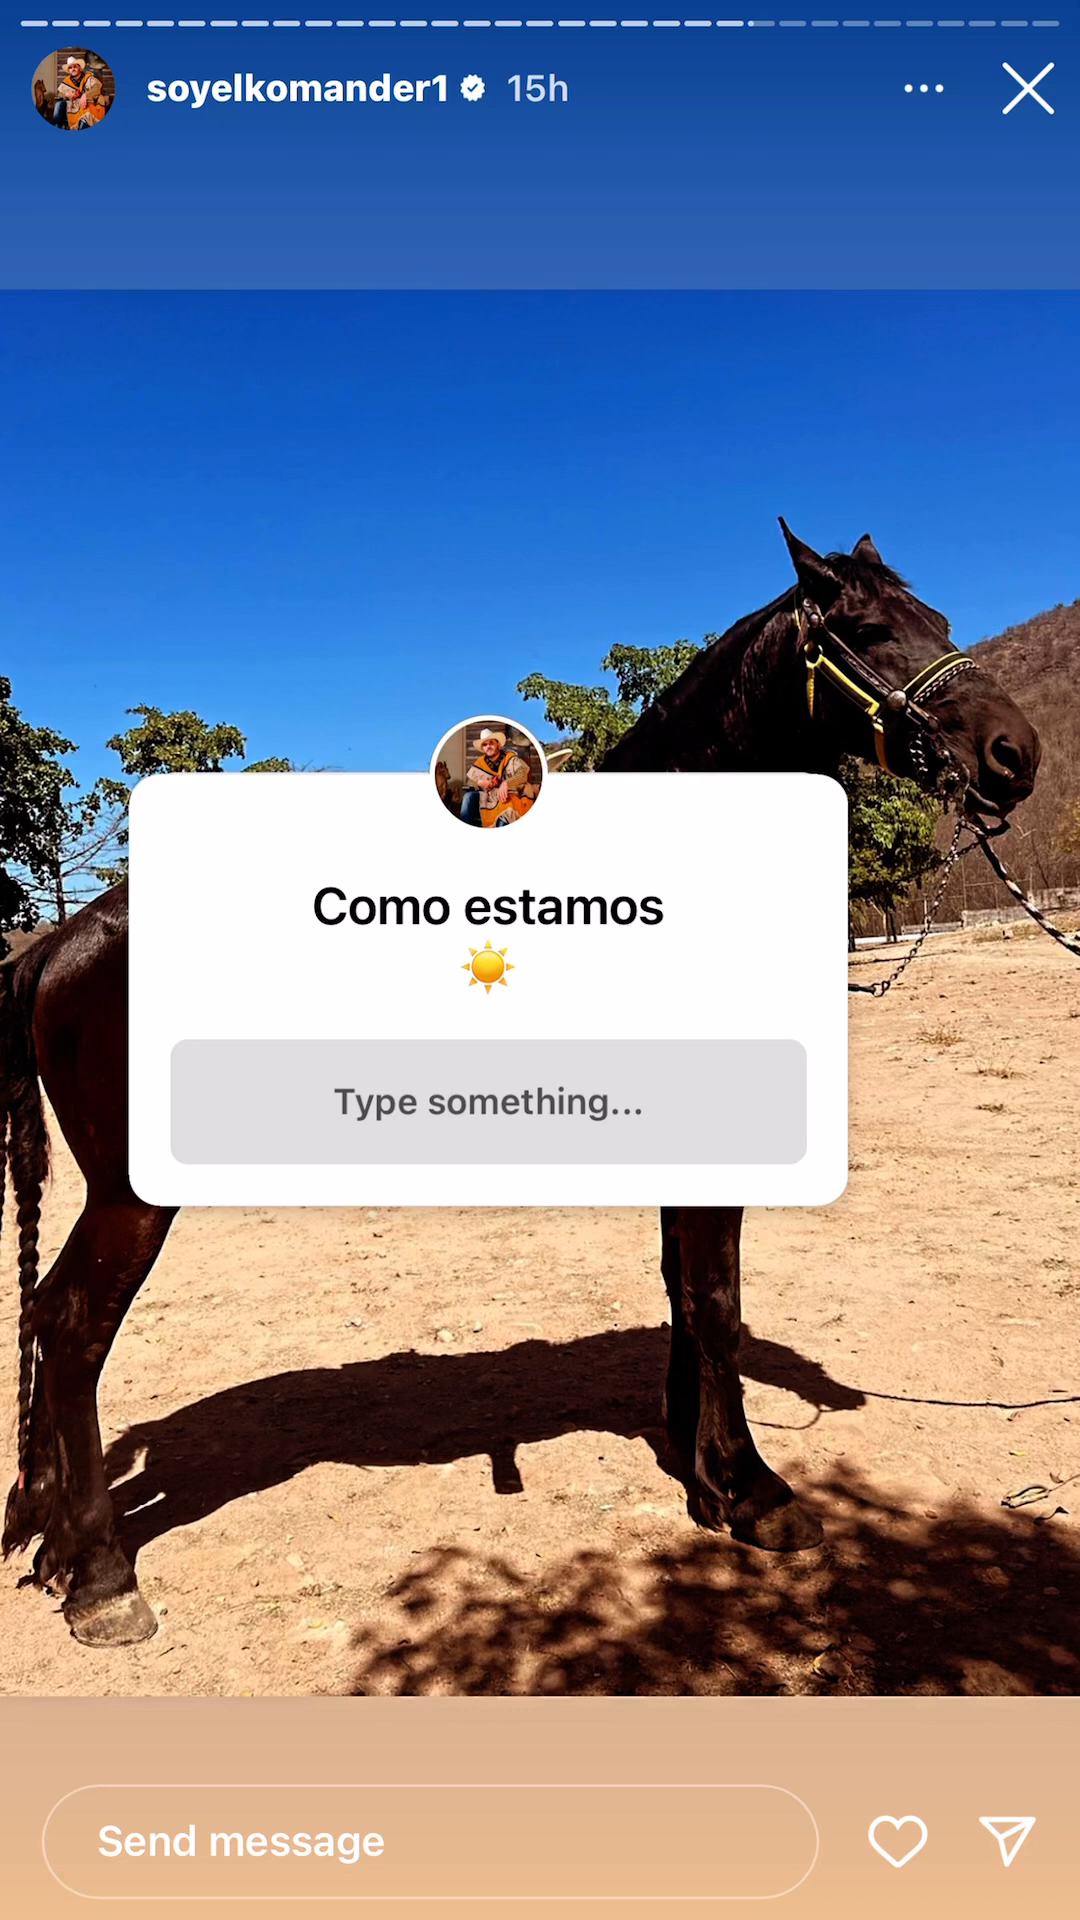 soyelkomander1 15h
Como estamos
☀️
Type something...
Send message